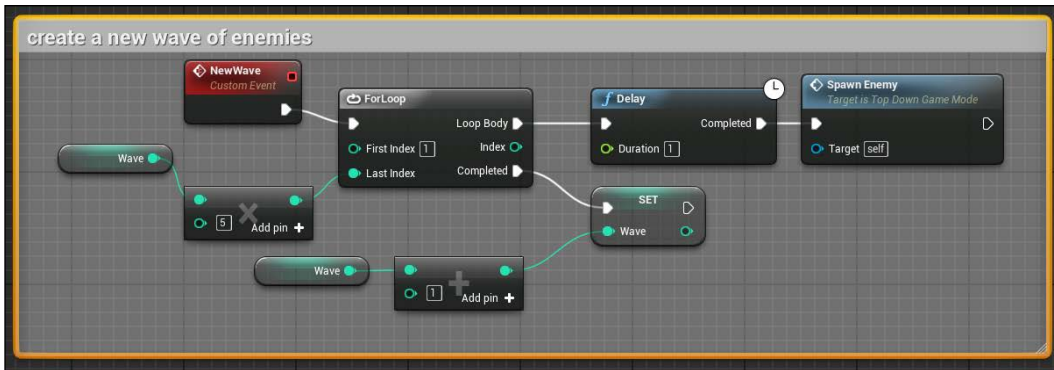 create a new wave of enemies
NewWave
Custom Event
ForLoop
Loop Body
First Index 1
Index
Last Index
Completed
f Delay
Completed
Duration 1
Spawn Enemy
Target is Top Down Game Mode
Target self
Wave
5
×
Add pin +
SET
Wave
Wave
1
+
Add pin +